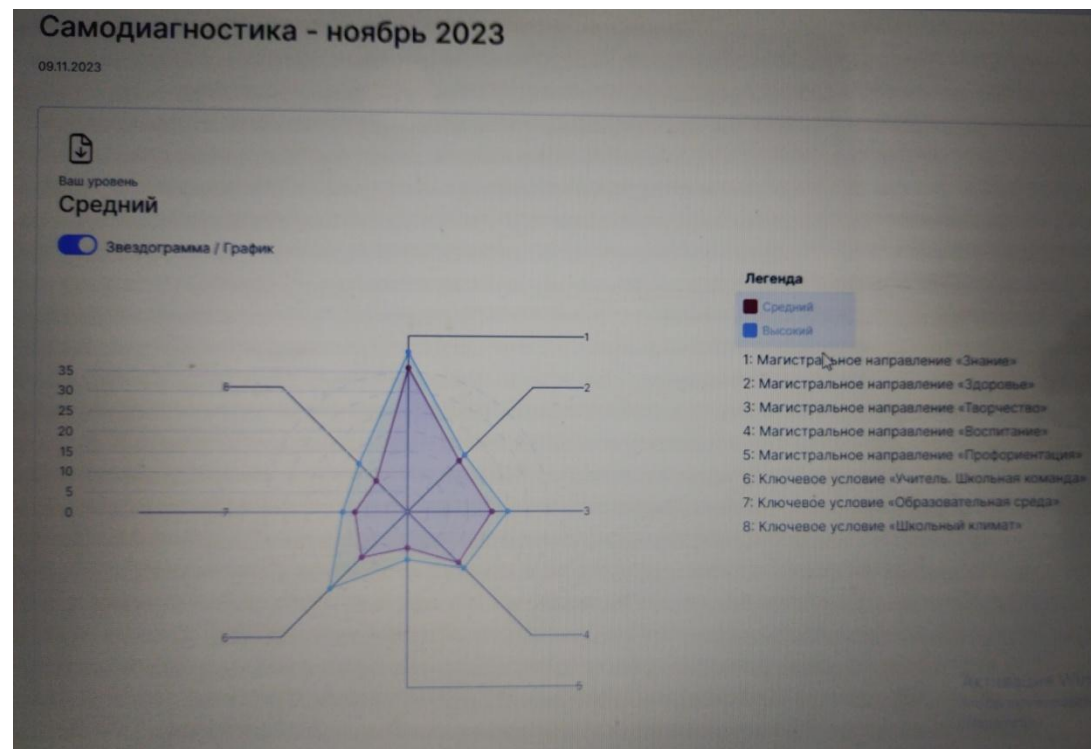 Самодиагностика - ноябрь 2023
09.11.2023
Ваш уровень
Средний
Звездограмма / График
Легенда
Средний
Высокий
1: Магистральное направление «Знание»
2: Магистральное направление «Здоровье»
3: Магистральное направление «Творчество»
4: Магистральное направление «Воспитание»
5: Магистральное направление «Профориентация»
6: Ключевое условие «Учитель. Школьная команда»
7: Ключевое условие «Образовательная среда»
8: Ключевое условие «Школьный климат»
35
30
25
20
15
10
5
0
1
2
3
4
5
6
7
8